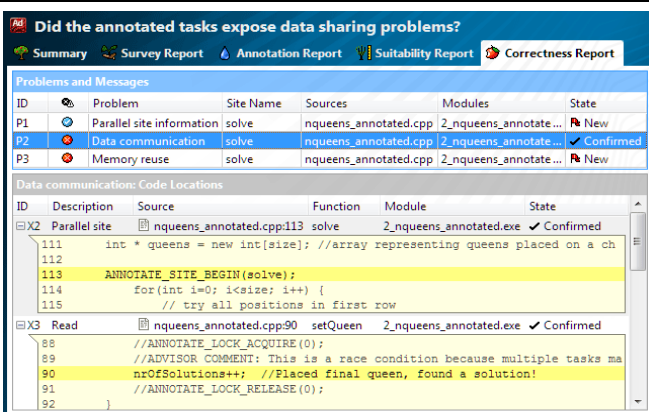 Ad Did the annotated tasks expose data sharing problems?
Summary Survey Report Annotation Report Suitability Report Correctness Report
Problems and Messages
ID Problem Site Name Sources Modules State
P1 Parallel site information solve nqueens_annotated.cpp 2_nqueens_annotate... New
P2 Data communication solve nqueens_annotated.cpp 2_nqueens_annotate... Confirmed
P3 Memory reuse solve nqueens_annotated.cpp 2_nqueens_annotate... New
Data communication: Code Locations
ID Description Source Function Module State
X2 Parallel site nqueens_annotated.cpp:113 solve 2_nqueens_annotated.exe Confirmed
111 int * queens = new int[size]; //array representing queens placed on a ch
112
113 ANNOTATE_SITE_BEGIN(solve);
114 for(int i=0; i<size; i++) {
115 // try all positions in first row
X3 Read nqueens_annotated.cpp:90 setQueen 2_nqueens_annotated.exe Confirmed
88 //ANNOTATE_LOCK_ACQUIRE(0);
89 //ADVISOR COMMENT: This is a race condition because multiple tasks ma
90 nrOfSolutions++; //Placed final queen, found a solution!
91 //ANNOTATE_LOCK_RELEASE(0);
92 }